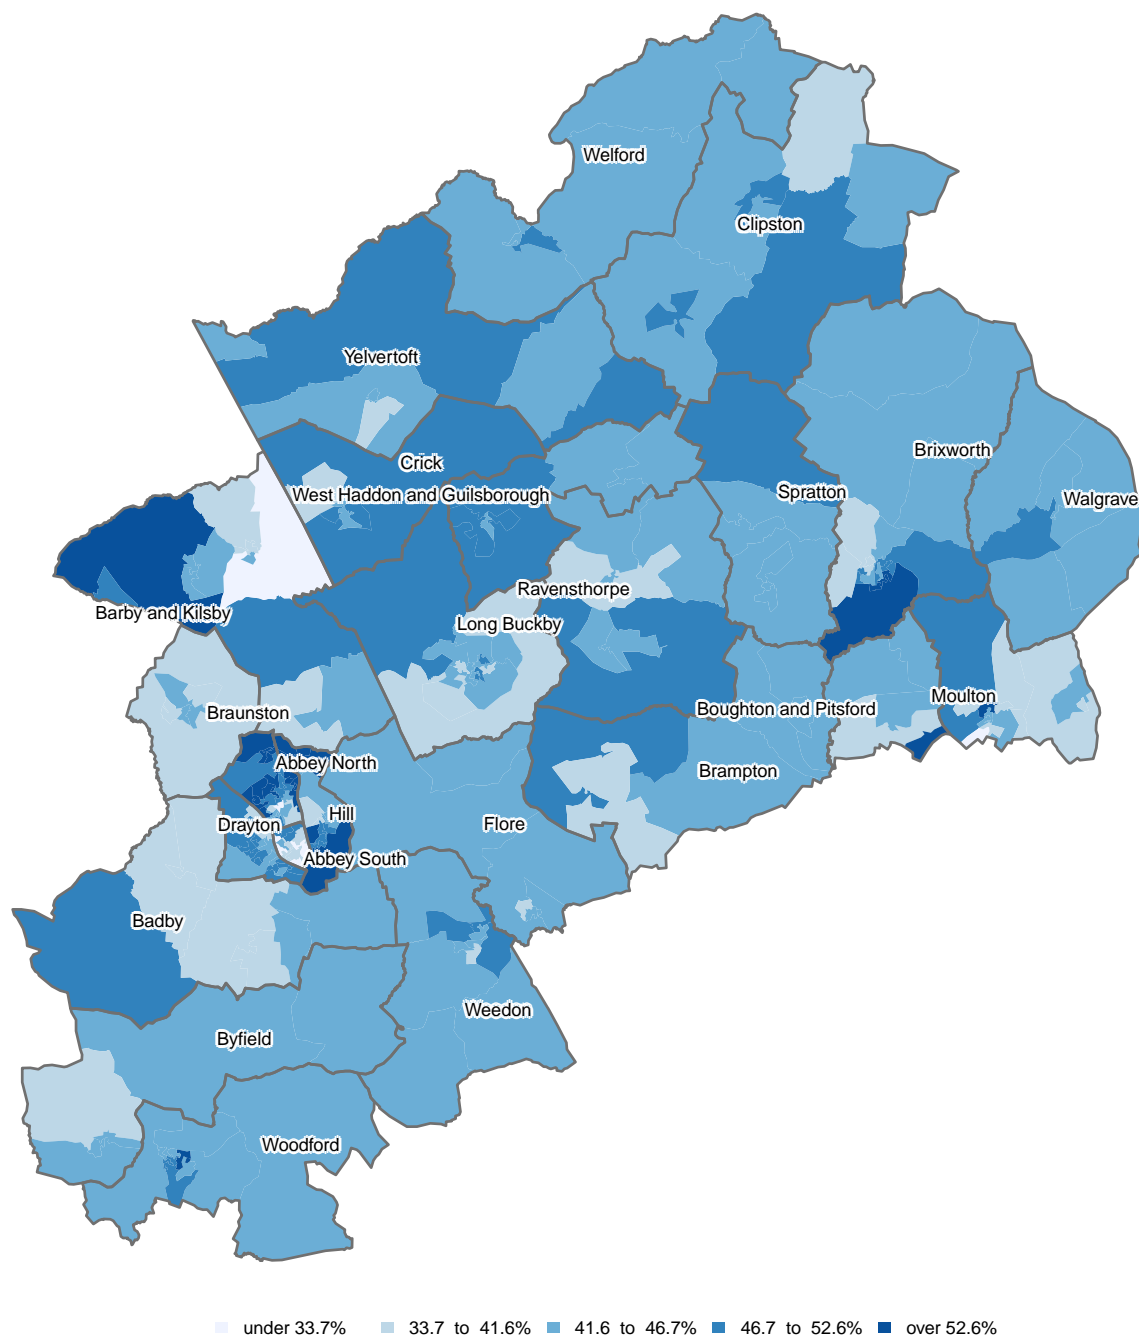 Welford
Clipston
Yelvertoft
Brixworth
Crick
West Haddon and Guilsborough
Spratton
Walgrave
Ravensthorpe
Barby and Kilsby
Long Buckby
Moulton
Braunston
Boughton and Pitsford
Abbey North
Brampton
Hill
Drayton
Flore
Abbey South
Badby
Weedon
Byfield
Woodford
under 33.7% 33.7 to 41.6% 41.6 to 46.7% 46.7 to 52.6% over 52.6%